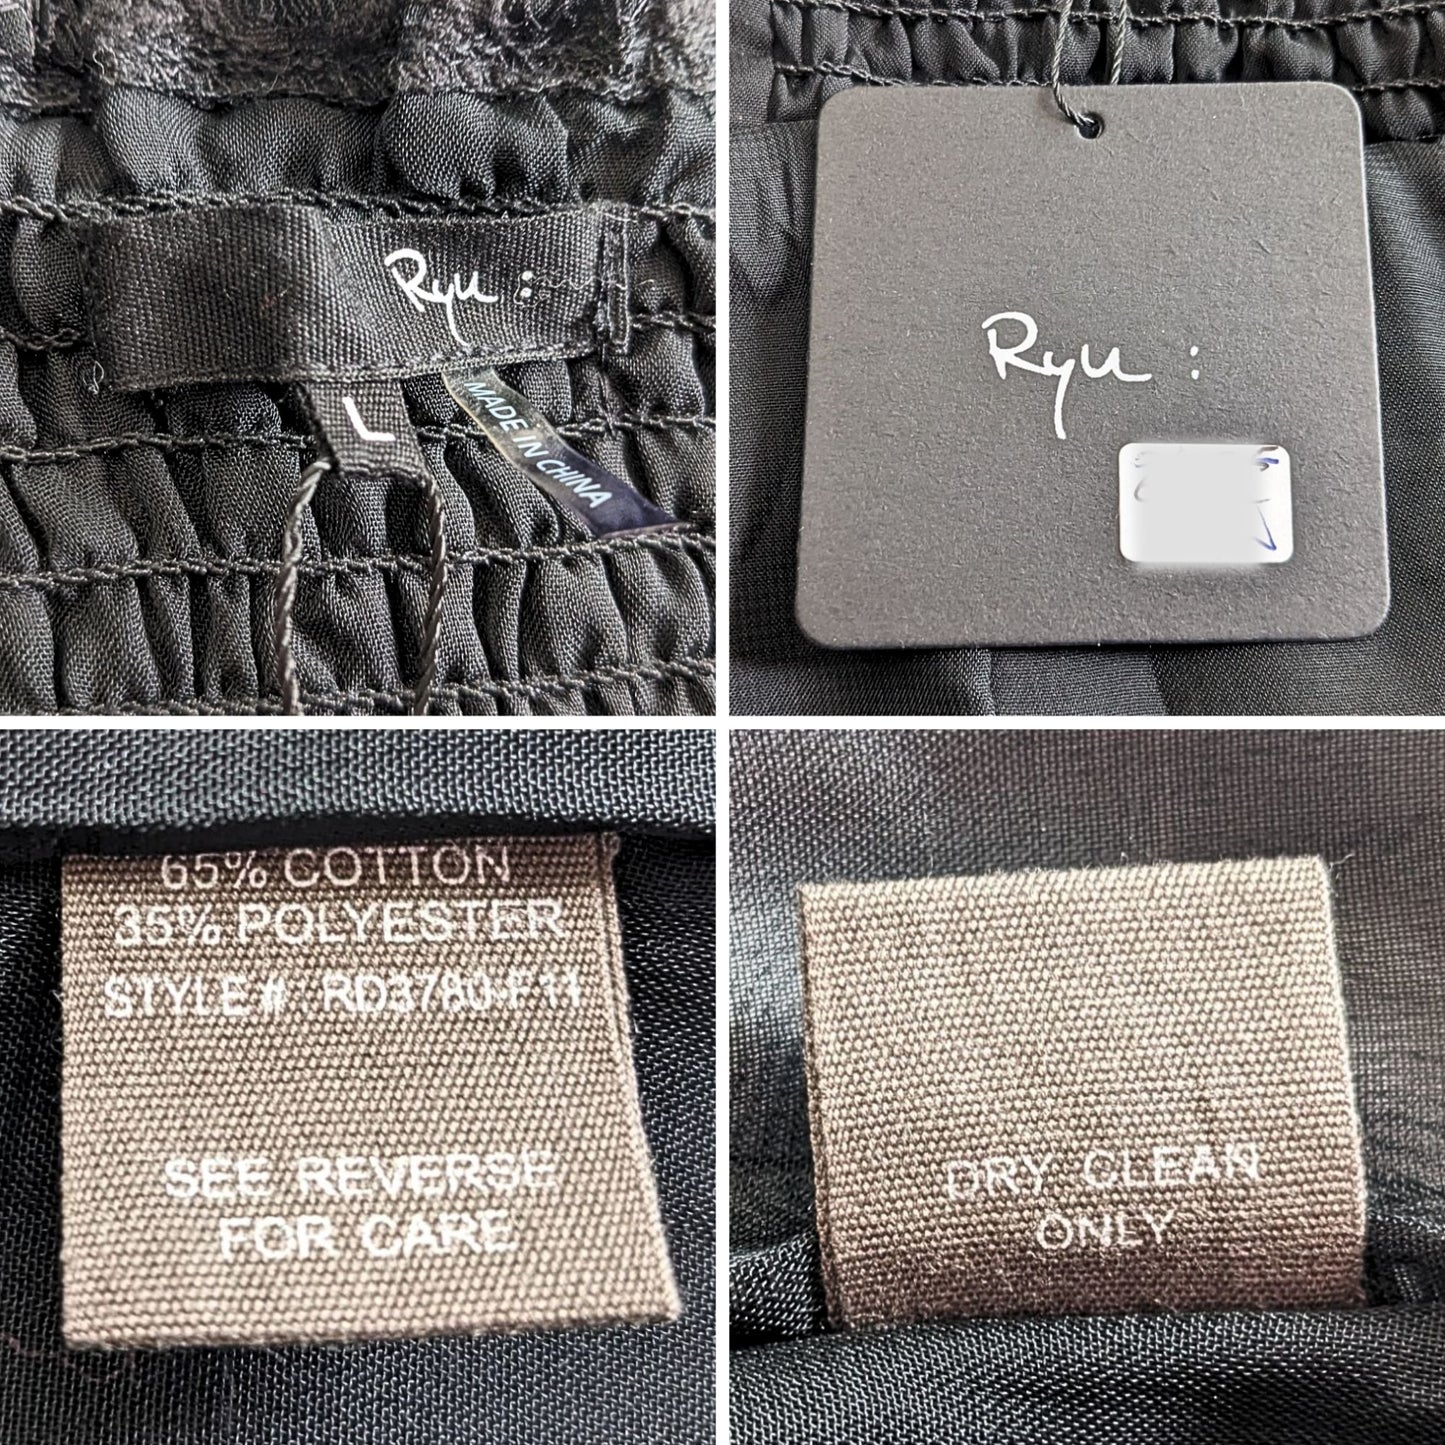 Ryu :
L
MADE IN CHINA
Ryu :
65% COTTON
35% POLYESTER
STYLE# RD3780-F11
SEE REVERSE
FOR CARE
DRY CLEAN
ONLY